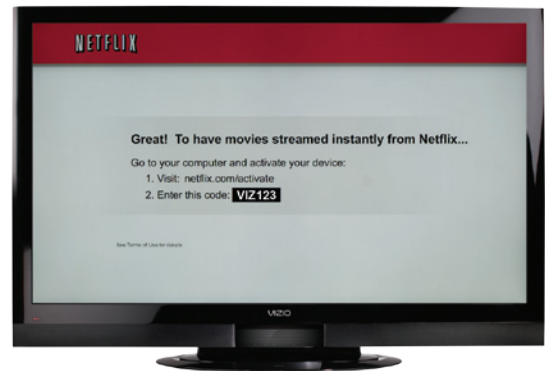 NETFLIX
Great! To have movies streamed instantly from Netflix...
Go to your computer and activate your device:
1. Visit: netflix.com/activate
2. Enter this code: VIZ123
See Terms of Use for details
VIZIO